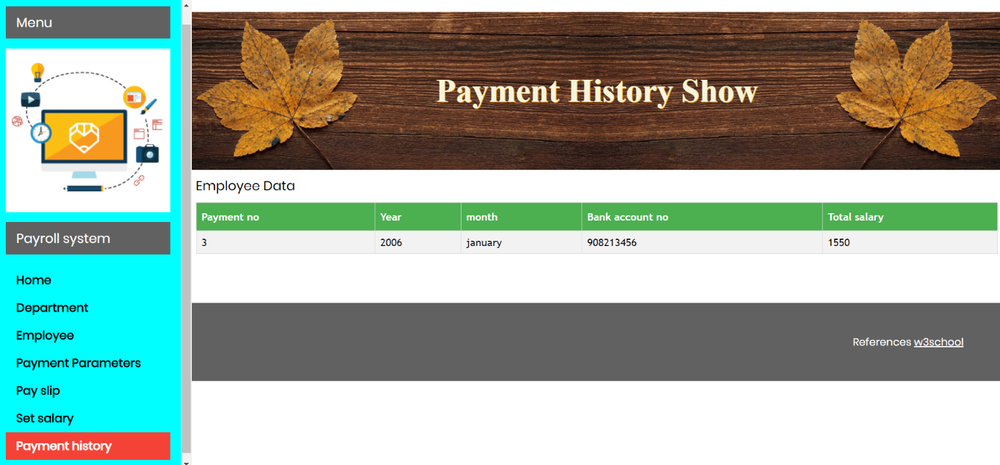 Menu
Payroll system
Home
Department
Employee
Payment Parameters
Pay slip
Set salary
Payment history
Payment History Show
Employee Data
Payment no Year month Bank account no Total salary
3 2006 january 908213456 1550
References w3school